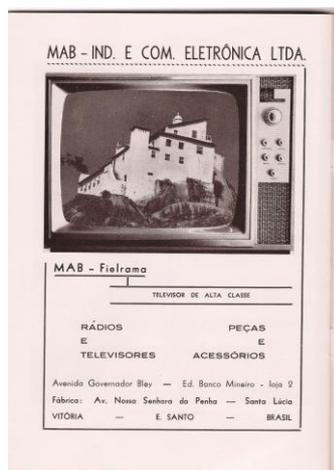 MAB - IND. E COM. ELETRÔNICA LTDA.
MAB - Fielrama
TELEVISOR DE ALTA CLASSE
RÁDIOS PEÇAS
E E
TELEVISORES ACESSÓRIOS
Avenida Governador Bley — Ed. Banco Mineiro - loja 2
Fábrica: Av. Nossa Senhora da Penha — Santa Lúcia
VITÓRIA — E. SANTO — BRASIL